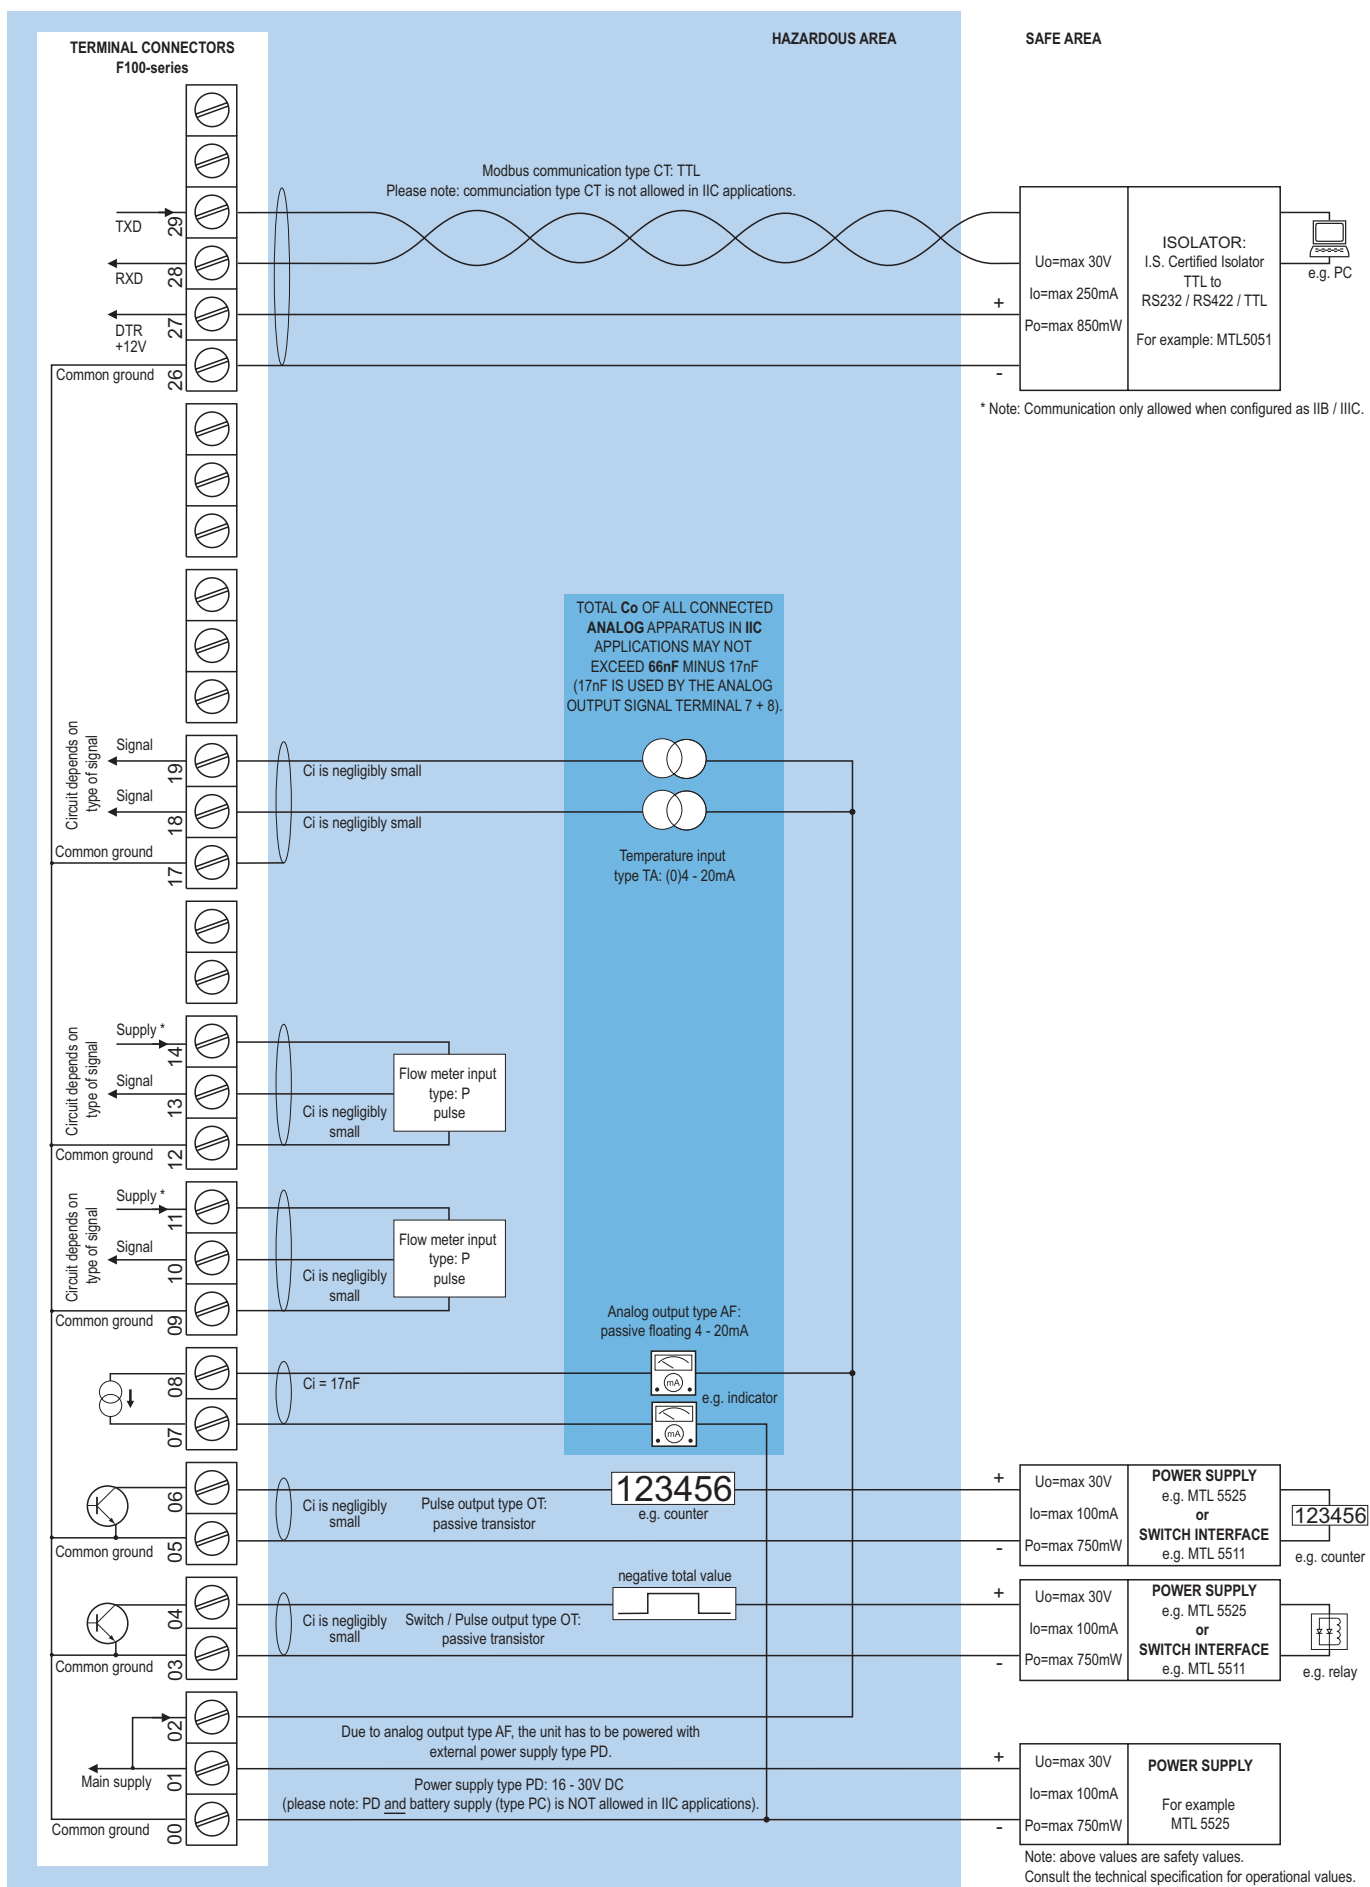 TERMINAL CONNECTORS
F100-series
HAZARDOUS AREA
SAFE AREA
Modbus communication type CT: TTL
Please note: communciation type CT is not allowed in IIC applications.
TXD
29
RXD
28
DTR
+12V
27
Common ground
26
+
-
Uo=max 30V
Io=max 250mA
Po=max 850mW
ISOLATOR:
I.S. Certified Isolator
TTL to
RS232 / RS422 / TTL
For example: MTL5051
e.g. PC
* Note: Communication only allowed when configured as IIB / IIIC.
TOTAL Co OF ALL CONNECTED
ANALOG APPARATUS IN IIC
APPLICATIONS MAY NOT
EXCEED 66nF MINUS 17nF
(17nF IS USED BY THE ANALOG
OUTPUT SIGNAL TERMINAL 7 + 8).
Circuit depends on
type of signal
Signal
19
Ci is negligibly small
Signal
18
Ci is negligibly small
Common ground
17
Temperature input
type TA: (0)4 - 20mA
Circuit depends on
type of signal
Supply *
14
Signal
13
Common ground
12
Ci is negligibly
small
Flow meter input
type: P
pulse
Circuit depends on
type of signal
Supply *
11
Signal
10
Common ground
09
Ci is negligibly
small
Flow meter input
type: P
pulse
Analog output type AF:
passive floating 4 - 20mA
08
Ci = 17nF
mA
e.g. indicator
07
mA
06
Ci is negligibly
small
Pulse output type OT:
passive transistor
123456
e.g. counter
Common ground
05
+
-
Uo=max 30V
Io=max 100mA
Po=max 750mW
POWER SUPPLY
e.g. MTL 5525
or
SWITCH INTERFACE
e.g. MTL 5511
123456
e.g. counter
04
Ci is negligibly
small
Switch / Pulse output type OT:
passive transistor
negative total value
Common ground
03
+
-
Uo=max 30V
Io=max 100mA
Po=max 750mW
POWER SUPPLY
e.g. MTL 5525
or
SWITCH INTERFACE
e.g. MTL 5511
e.g. relay
02
Due to analog output type AF, the unit has to be powered with
external power supply type PD.
Main supply
01
Power supply type PD: 16 - 30V DC
(please note: PD and battery supply (type PC) is NOT allowed in IIC applications).
Common ground
00
+
-
Uo=max 30V
Io=max 100mA
Po=max 750mW
POWER SUPPLY
For example
MTL 5525
Note: above values are safety values.
Consult the technical specification for operational values.